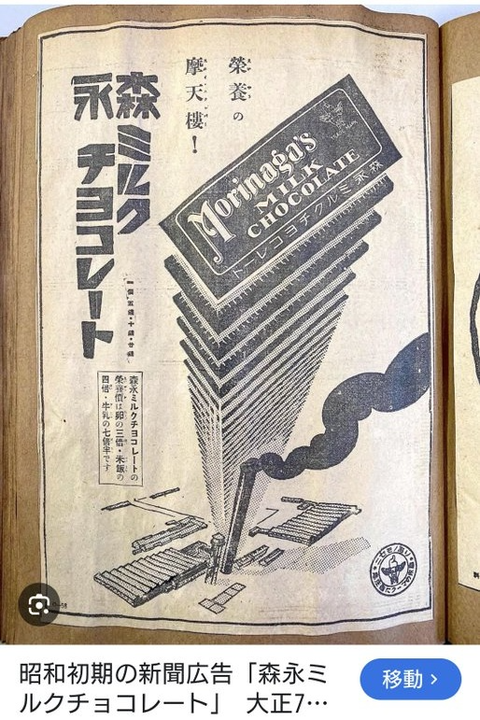 榮養の
摩天樓!
森永
ミルク
チョコレート
一個 五錢・十錢・廿錢
Morinaga's
MILK
CHOCOLATE
森永ミルクチヨコレート
森永ミルクチヨコレートの
榮養價は卵の三倍・米飯の
四倍・牛乳の七倍半です
昭和初期の新聞広告「森永ミ
ルクチョコレート」 大正7…
移動